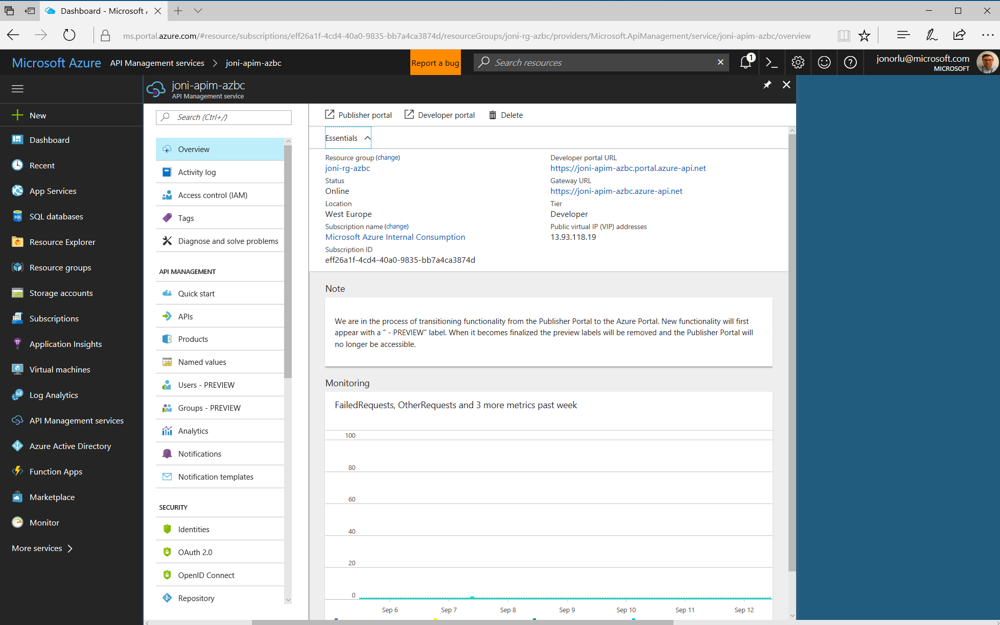 Dashboard - Microsoft A
ms.portal.azure.com/#resource/subscriptions/eff26a1f-4cd4-40a0-9835-bb7a4ca3874d/resourceGroups/joni-rg-azbc/providers/Microsoft.ApiManagement/service/joni-apim-azbc/overview
Microsoft Azure API Management services > joni-apim-azbc
Report a bug
Search resources
1
jonorlu@microsoft.com
MICROSOFT
New
Dashboard
Recent
App Services
SQL databases
Resource Explorer
Resource groups
Storage accounts
Subscriptions
Application Insights
Virtual machines
Log Analytics
API Management services
Azure Active Directory
Function Apps
Marketplace
Monitor
More services >
joni-apim-azbc
API Management service
Search (Ctrl+/)
Overview
Activity log
Access control (IAM)
Tags
Diagnose and solve problems
API MANAGEMENT
Quick start
APIs
Products
Named values
Users - PREVIEW
Groups - PREVIEW
Analytics
Notifications
Notification templates
SECURITY
Identities
OAuth 2.0
OpenID Connect
Repository
Publisher portal
Developer portal
Delete
Essentials
Resource group (change)
joni-rg-azbc
Status
Online
Location
West Europe
Subscription name (change)
Microsoft Azure Internal Consumption
Subscription ID
eff26a1f-4cd4-40a0-9835-bb7a4ca3874d
Developer portal URL
https://joni-apim-azbc.portal.azure-api.net
Gateway URL
https://joni-apim-azbc.azure-api.net
Tier
Developer
Public virtual IP (VIP) addresses
13.93.118.19
Note
We are in the process of transitioning functionality from the Publisher Portal to the Azure Portal. New functionality will first
appear with a " - PREVIEW" label. When it becomes finalized the preview labels will be removed and the Publisher Portal will
no longer be accessible.
Monitoring
FailedRequests, OtherRequests and 3 more metrics past week
100
80
60
40
20
0
Sep 6 Sep 7 Sep 8 Sep 9 Sep 10 Sep 11 Sep 12